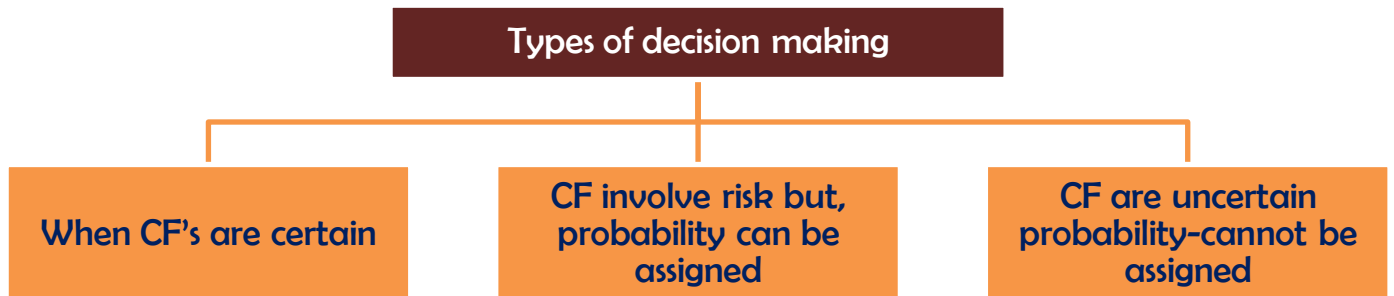 Types of decision making
When CF's are certain
CF involve risk but,
probability can be
assigned
CF are uncertain
probability-cannot be
assigned